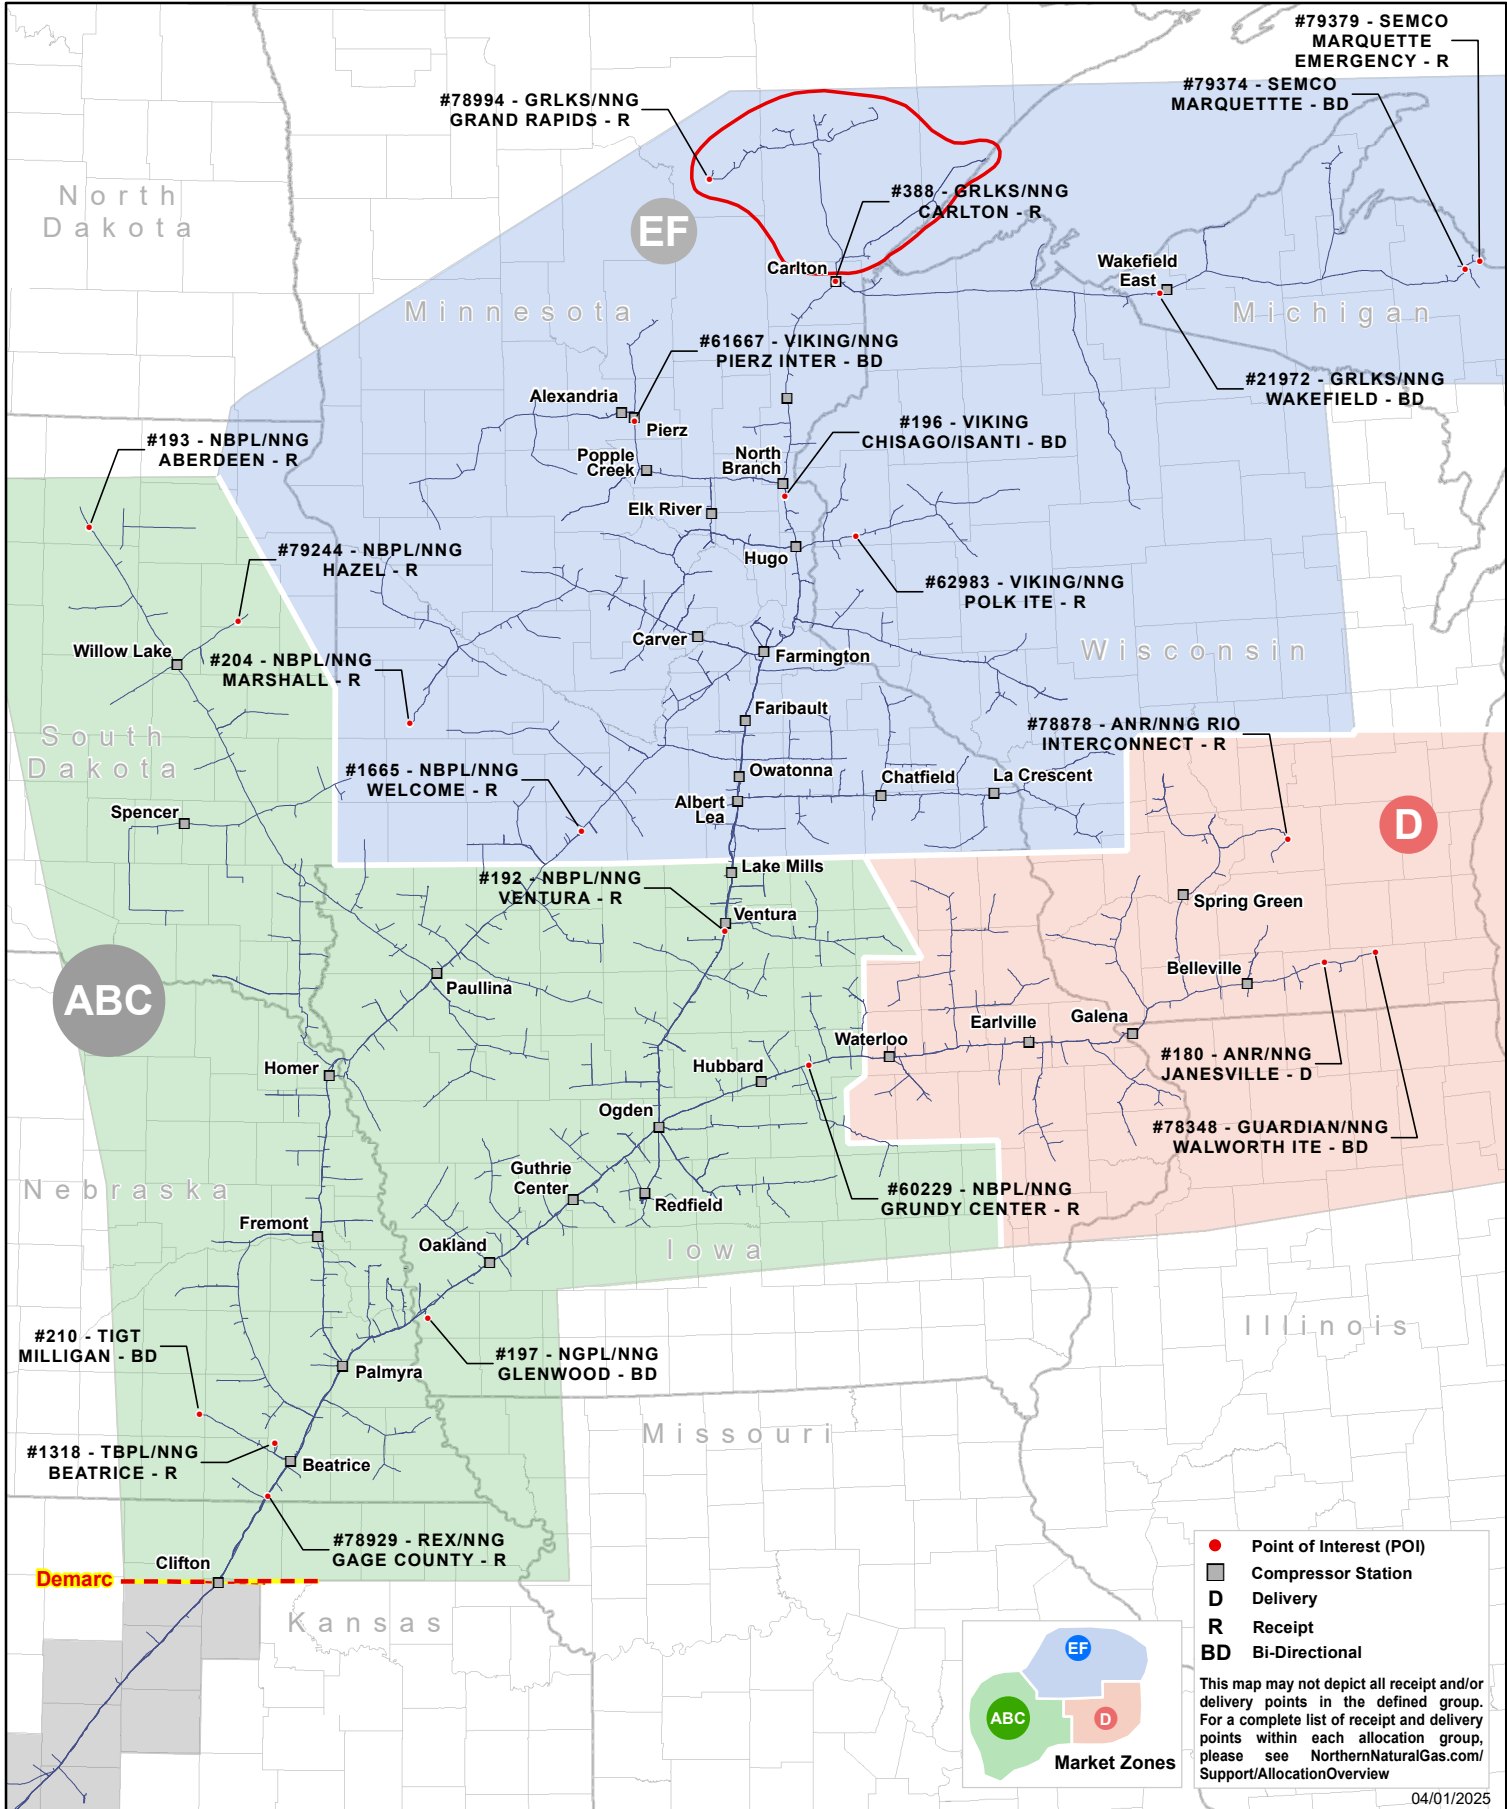 #79379 - SEMCO
MARQUETTE
EMERGENCY - R
#79374 - SEMCO
MARQUETTTE - BD
#78994 - GRLKS/NNG
GRAND RAPIDS - R
North
Dakota
#388 - GRLKS/NNG
CARLTON - R
EF
Carlton
Wakefield
East
Minnesota
Michigan
#61667 - VIKING/NNG
PIERZ INTER - BD
#21972 - GRLKS/NNG
WAKEFIELD - BD
Alexandria
Pierz
#196 - VIKING
CHISAGO/ISANTI - BD
#193 - NBPL/NNG
ABERDEEN - R
Popple
Creek
North
Branch
Elk River
Hugo
#79244 - NBPL/NNG
HAZEL - R
#62983 - VIKING/NNG
POLK ITE - R
Carver
Farmington
Wisconsin
Willow Lake
#204 - NBPL/NNG
MARSHALL - R
Faribault
#78878 - ANR/NNG RIO
INTERCONNECT - R
South
Dakota
#1665 - NBPL/NNG
WELCOME - R
Owatonna
Chatfield
La Crescent
Albert
Lea
Spencer
D
Lake Mills
#192 - NBPL/NNG
VENTURA - R
Spring Green
Ventura
Belleville
Paullina
ABC
Earlville
Galena
Waterloo
Homer
Hubbard
#180 - ANR/NNG
JANESVILLE - D
Ogden
#78348 - GUARDIAN/NNG
WALWORTH ITE - BD
Guthrie
Center
Nebraska
Redfield
#60229 - NBPL/NNG
GRUNDY CENTER - R
Fremont
Oakland
Iowa
Illinois
#210 - TIGT
MILLIGAN - BD
#197 - NGPL/NNG
GLENWOOD - BD
Palmyra
Missouri
#1318 - TBPL/NNG
BEATRICE - R
Beatrice
#78929 - REX/NNG
GAGE COUNTY - R
Clifton
Demarc
Kansas
Point of Interest (POI)
Compressor Station
D Delivery
R Receipt
BD Bi-Directional
This map may not depict all receipt and/or
delivery points in the defined group.
For a complete list of receipt and delivery
points within each allocation group,
please see NorthernNaturalGas.com/
Support/AllocationOverview
EF
ABC
D
Market Zones
04/01/2025